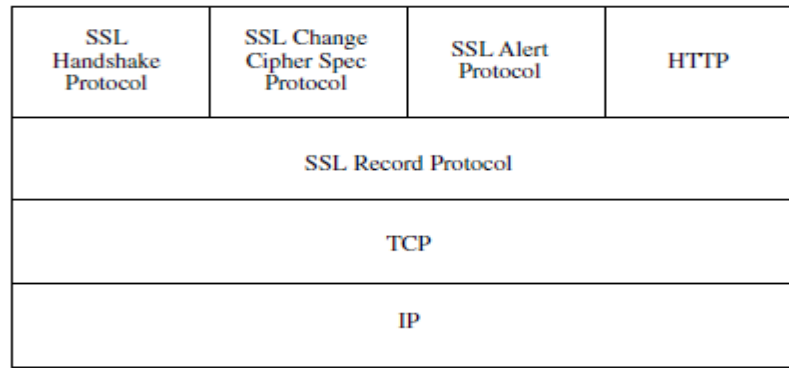 SSL
Handshake
Protocol
SSL Change
Cipher Spec
Protocol
SSL Alert
Protocol
HTTP
SSL Record Protocol
TCP
IP